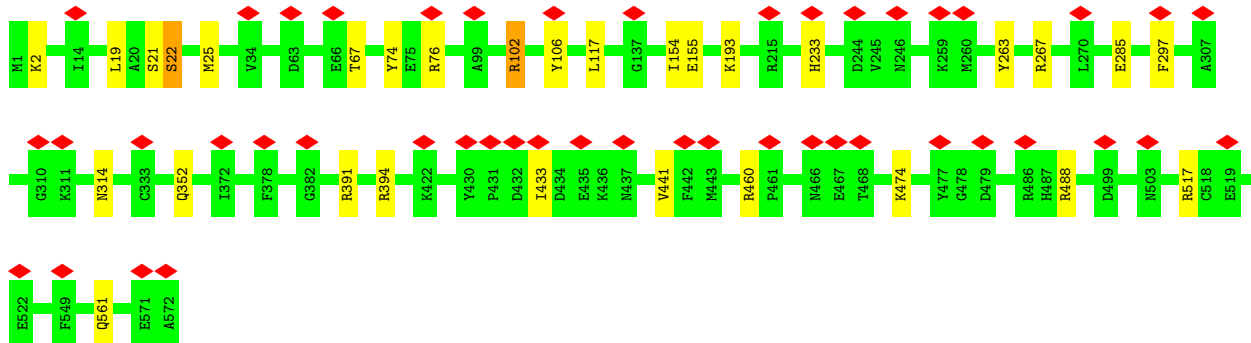 M1 K2 I14 L19 A20 S21 S22 M25 V34 D63 E66 T67 Y74 E75 R76 A99 R102 Y106 L117 G137 I154 E155 K193 R215 H233 D244 V245 N246 K259 M260 Y263 R267 L270 E285 F297 A307
G310 K311 N314 C333 Q352 I372 F378 G382 R391 R394 K422 Y430 P431 D432 I433 D434 E435 K436 N437 V441 F442 M443 R460 P461 N466 E467 T468 K474 Y477 G478 D479 R486 H487 R488 D499 N503 R517 C518 E519
E522 F549 Q561 E571 A572